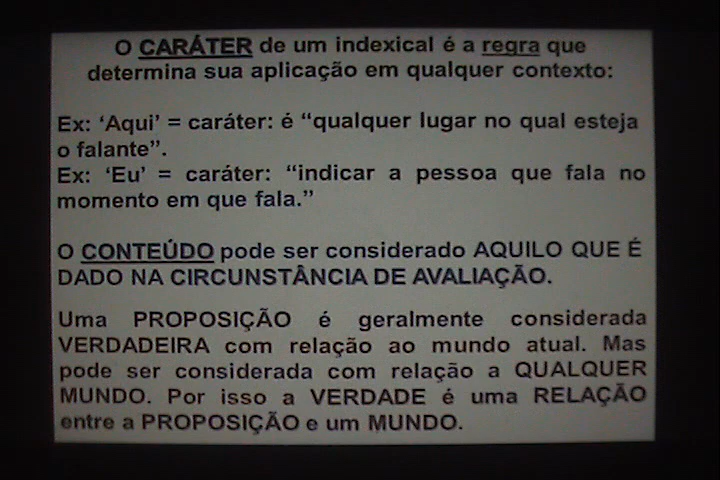 O CARÁTER de um indexical é a regra que
determina sua aplicação em qualquer contexto:
Ex: ‘Aqui’ = caráter: é “qualquer lugar no qual esteja
o falante”.
Ex: ‘Eu’ = caráter: “indicar a pessoa que fala no
momento em que fala.”
O CONTEÚDO pode ser considerado AQUILO QUE É
DADO NA CIRCUNSTÂNCIA DE AVALIAÇÃO.
Uma PROPOSIÇÃO é geralmente considerada
VERDADEIRA com relação ao mundo atual. Mas
pode ser considerada com relação a QUALQUER
MUNDO. Por isso a VERDADE é uma RELAÇÃO
entre a PROPOSIÇÃO e um MUNDO.